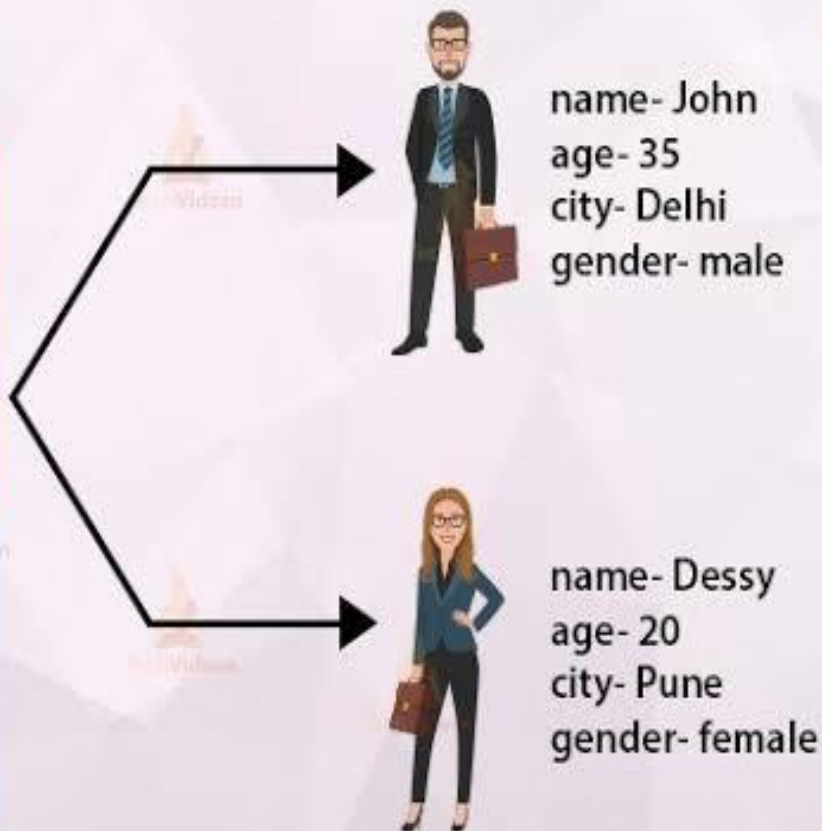 name- John
age- 35
city- Delhi
gender- male
name- Dessy
age- 20
city- Pune
gender- female